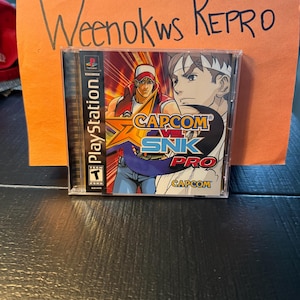 Weenokws Repro
PlayStation
CAPCOM
VS.
SNK
PRO
CAPCOM
T